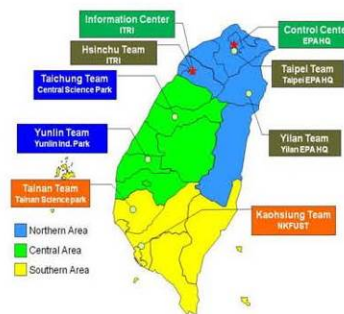 Information Center
ITRI
Control Center
EPA HQ
Hsinchu Team
ITRI
Taipei Team
Taipei EPA HQ
Taichung Team
Central Science Park
Yunlin Team
Yunlin Ind. Park
Yilan Team
Yilan EPA HQ
Tainan Team
Tainan Science park
Kaohsiung Team
NKFUST
Northern Area
Central Area
Southern Area